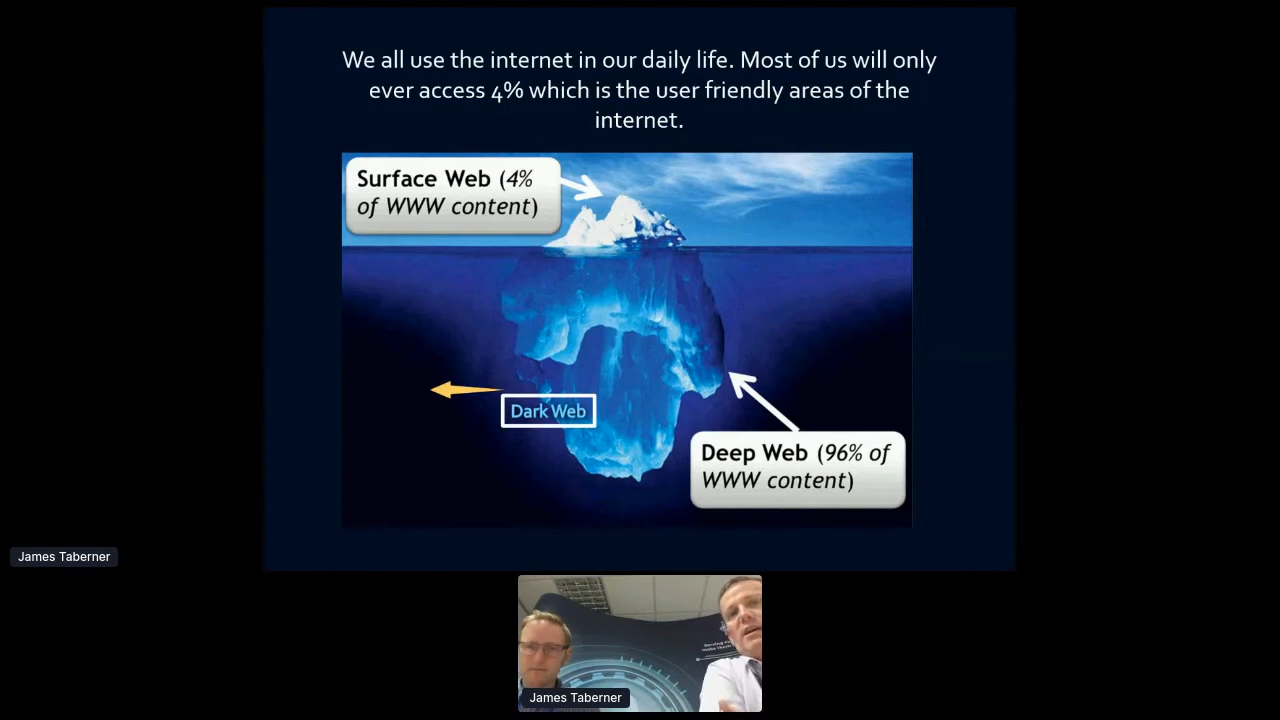 We all use the internet in our daily life. Most of us will only
ever access 4% which is the user friendly areas of the
internet.
Surface Web (4%
of WWW content)
Dark Web
Deep Web (96% of
WWW content)
James Taberner
James Taberner